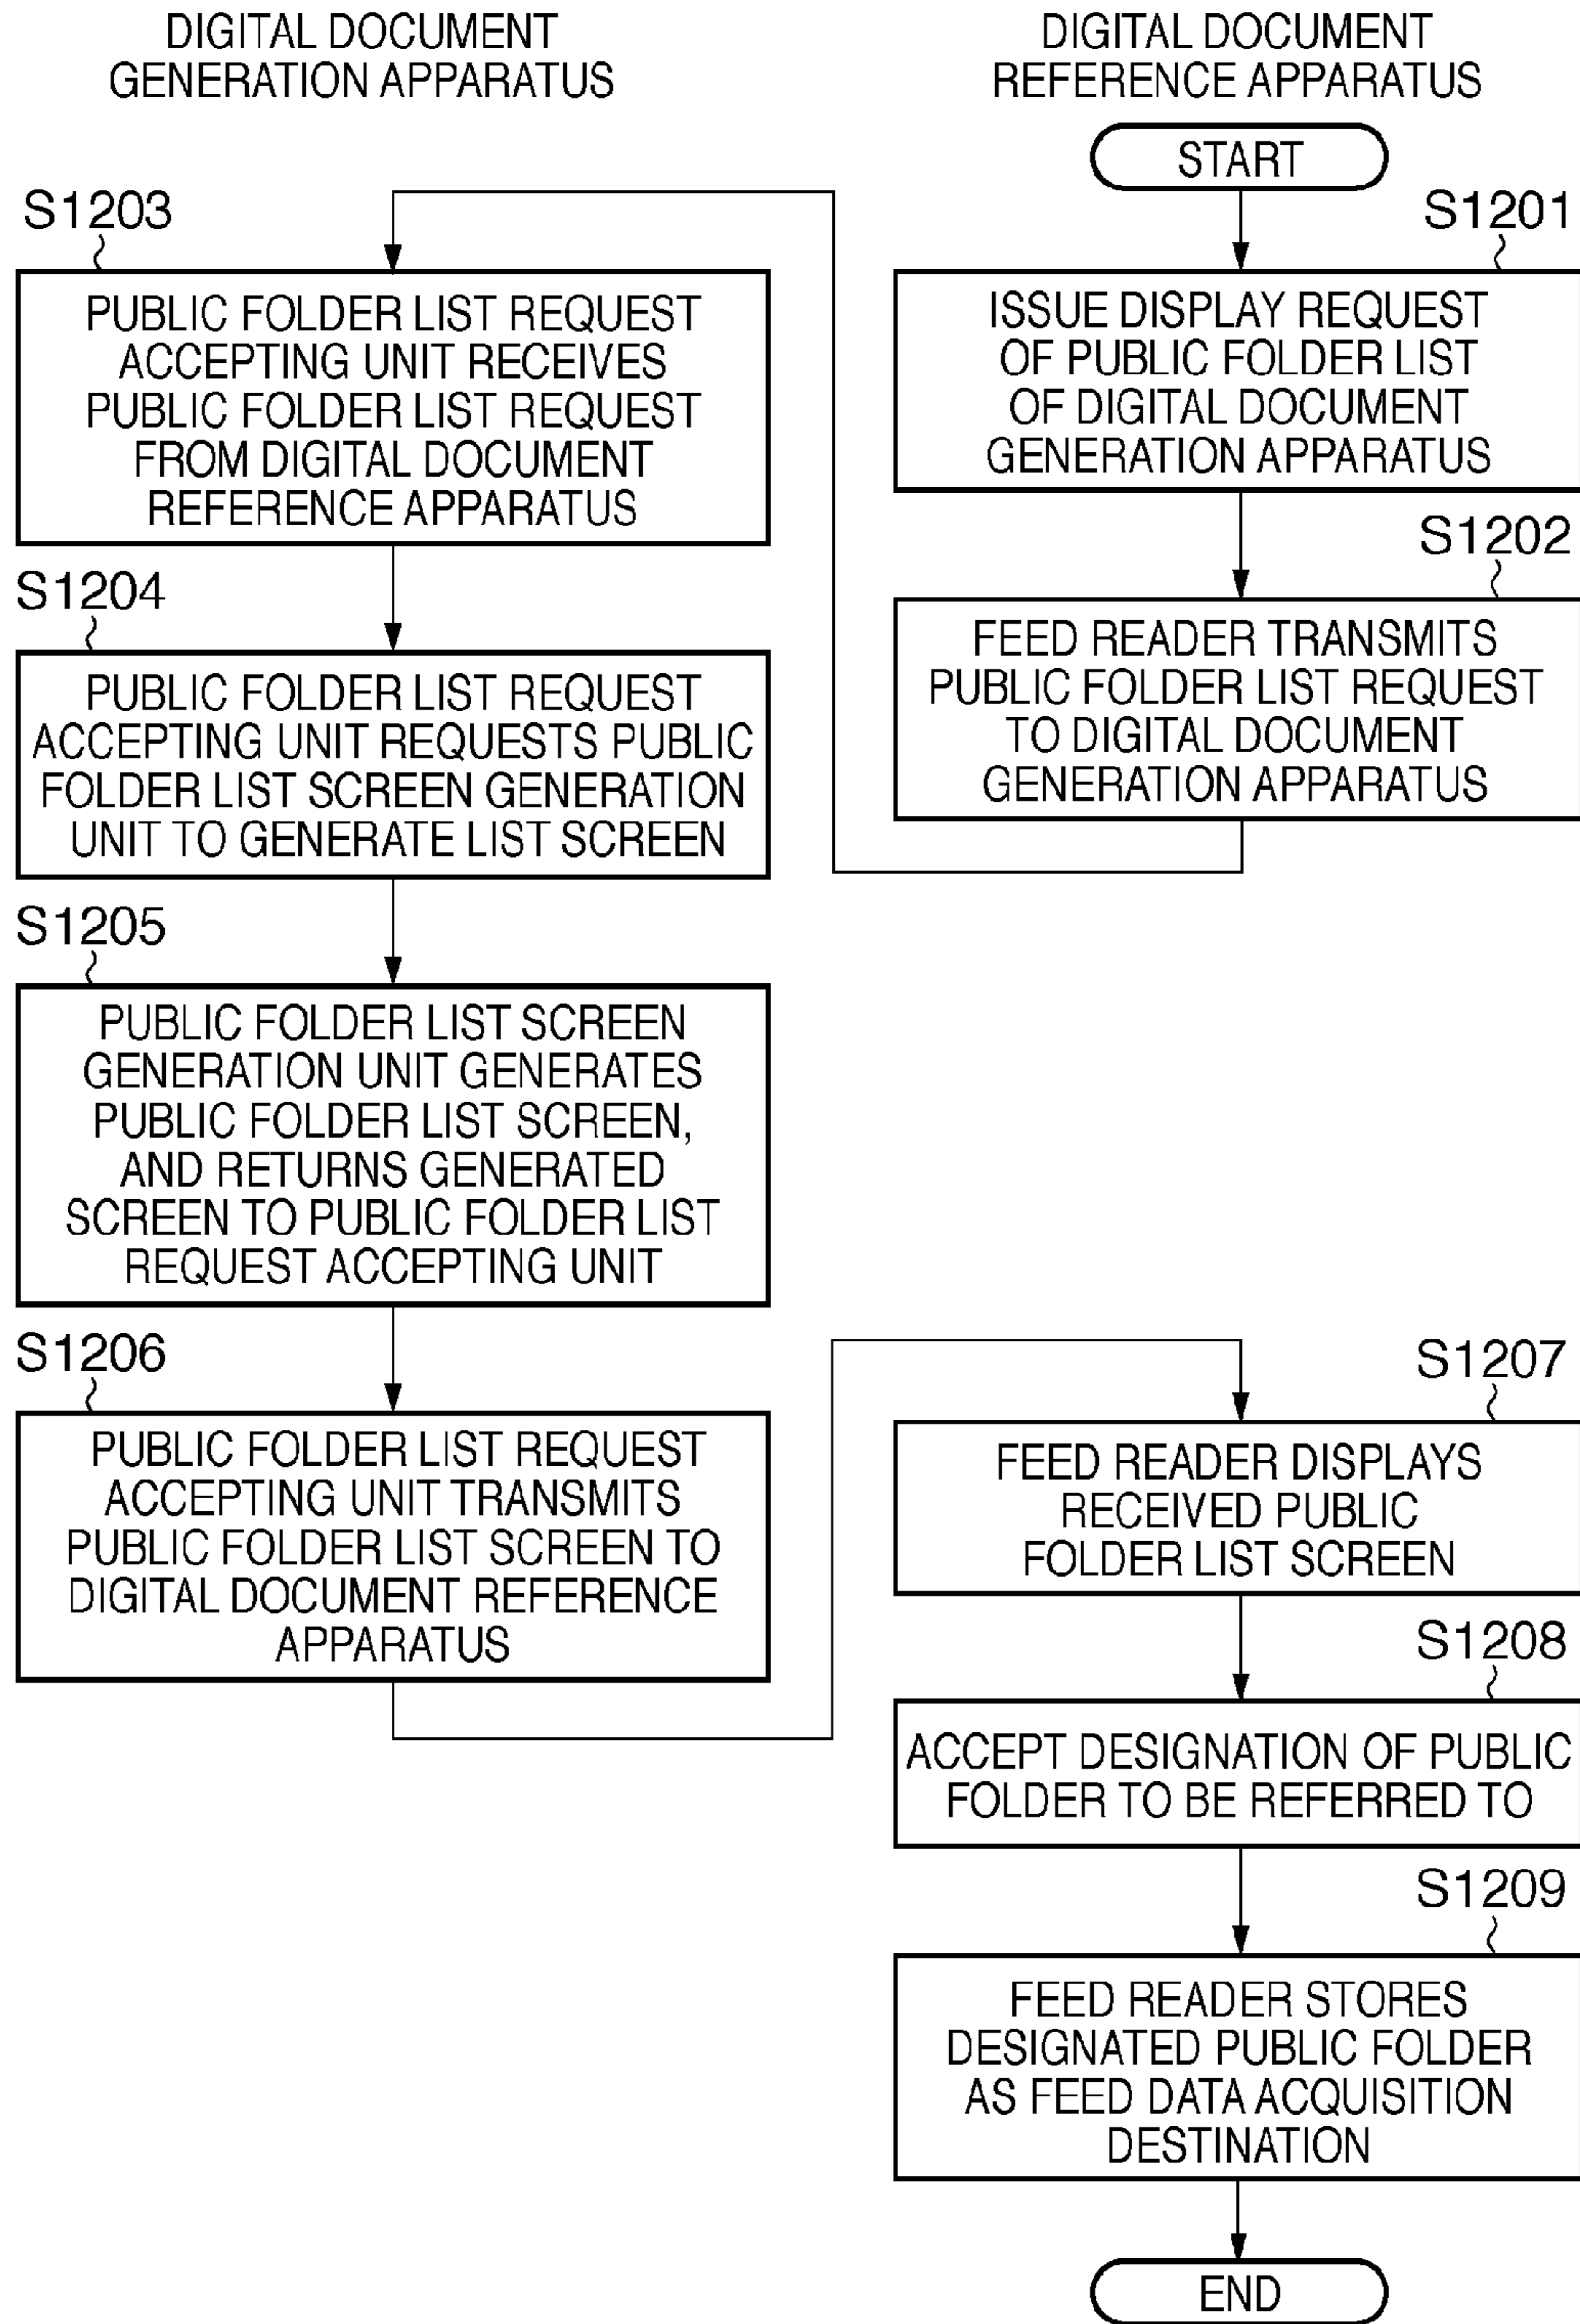 DIGITAL DOCUMENT
GENERATION APPARATUS
DIGITAL DOCUMENT
REFERENCE APPARATUS
START
S1201
ISSUE DISPLAY REQUEST
OF PUBLIC FOLDER LIST
OF DIGITAL DOCUMENT
GENERATION APPARATUS
S1202
FEED READER TRANSMITS
PUBLIC FOLDER LIST REQUEST
TO DIGITAL DOCUMENT
GENERATION APPARATUS
S1203
PUBLIC FOLDER LIST REQUEST
ACCEPTING UNIT RECEIVES
PUBLIC FOLDER LIST REQUEST
FROM DIGITAL DOCUMENT
REFERENCE APPARATUS
S1204
PUBLIC FOLDER LIST REQUEST
ACCEPTING UNIT REQUESTS PUBLIC
FOLDER LIST SCREEN GENERATION
UNIT TO GENERATE LIST SCREEN
S1205
PUBLIC FOLDER LIST SCREEN
GENERATION UNIT GENERATES
PUBLIC FOLDER LIST SCREEN,
AND RETURNS GENERATED
SCREEN TO PUBLIC FOLDER LIST
REQUEST ACCEPTING UNIT
S1206
PUBLIC FOLDER LIST REQUEST
ACCEPTING UNIT TRANSMITS
PUBLIC FOLDER LIST SCREEN TO
DIGITAL DOCUMENT REFERENCE
APPARATUS
S1207
FEED READER DISPLAYS
RECEIVED PUBLIC
FOLDER LIST SCREEN
S1208
ACCEPT DESIGNATION OF PUBLIC
FOLDER TO BE REFERRED TO
S1209
FEED READER STORES
DESIGNATED PUBLIC FOLDER
AS FEED DATA ACQUISITION
DESTINATION
END